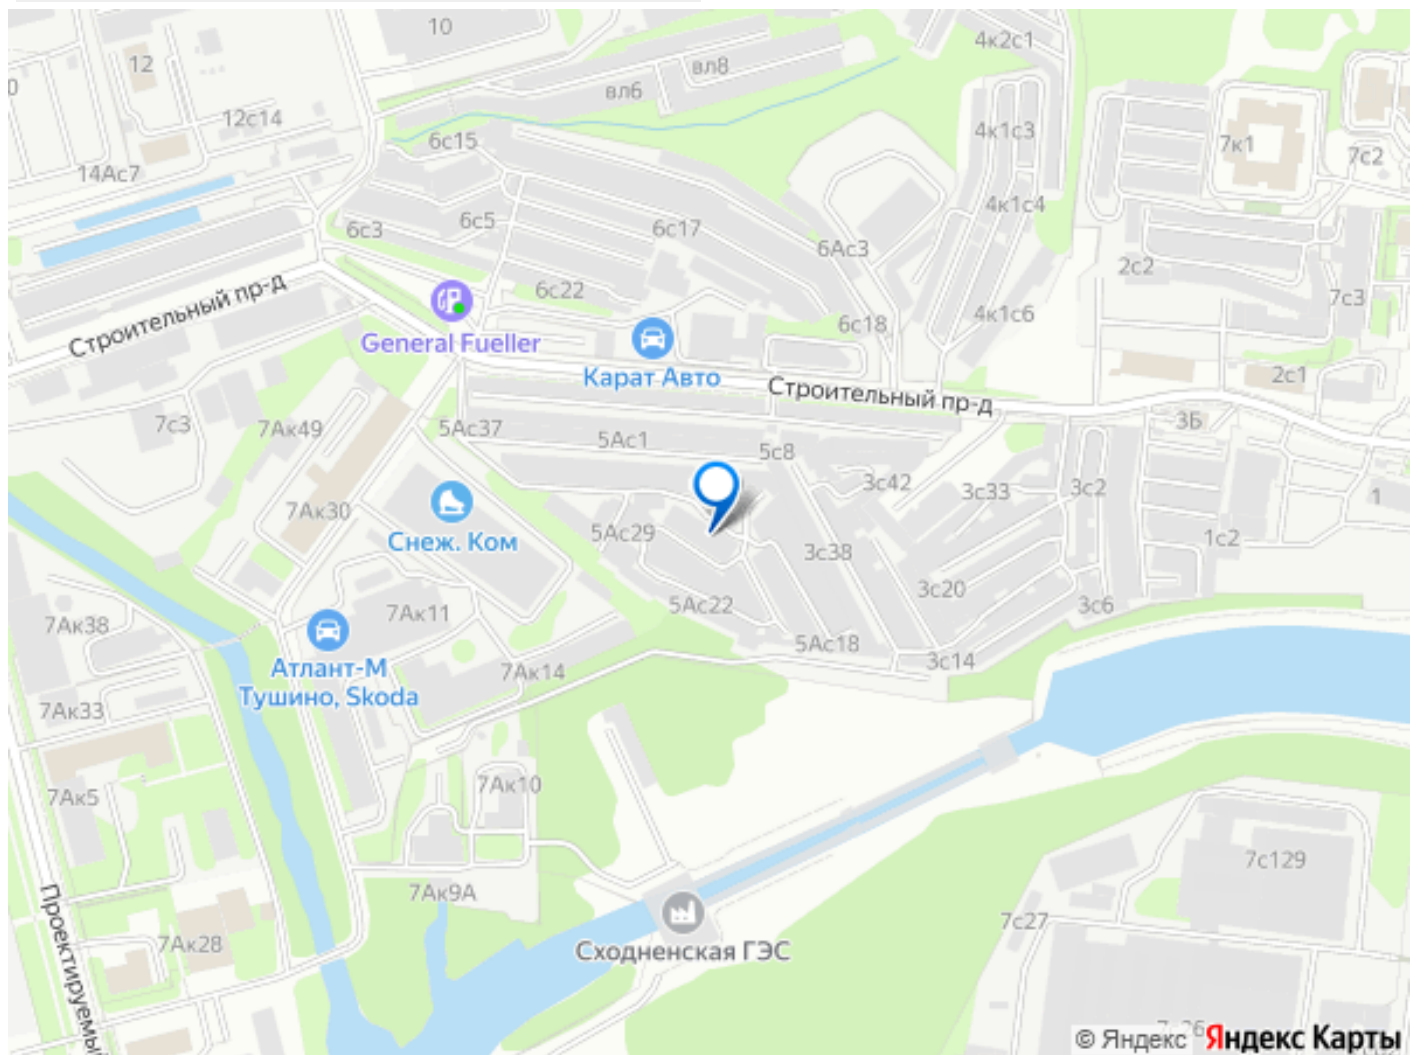 10
4к2с1
12
вл8
вл6
0
12с14
6с15
4к1с3
7к1
7с2
14Ас7
4к1с4
6с3
6с5
6с17
6Ас3
2с2
6с22
7с3
Строительный пр-д
4к1с6
6с18
General Fueller
Карат Авто
2с1
Строительный пр-д
7с3
7Ак49
5Ас37
5Ас1
5с8
3Б
3с42
3с33
3с2
1
7Ак30
5Ас29
Снеж. Ком
3с38
1с2
3с20
5Ас22
3с6
7Ак38
7Ак11
5Ас18
3с14
Атлант-М
Тушино, Skoda
7Ак14
7Ак33
7Ак10
7Ак5
7с129
7Ак9А
7с27
Проектируемый
7Ак28
Сходненская ГЭС
7с26
© Яндекс Яндекс Карты